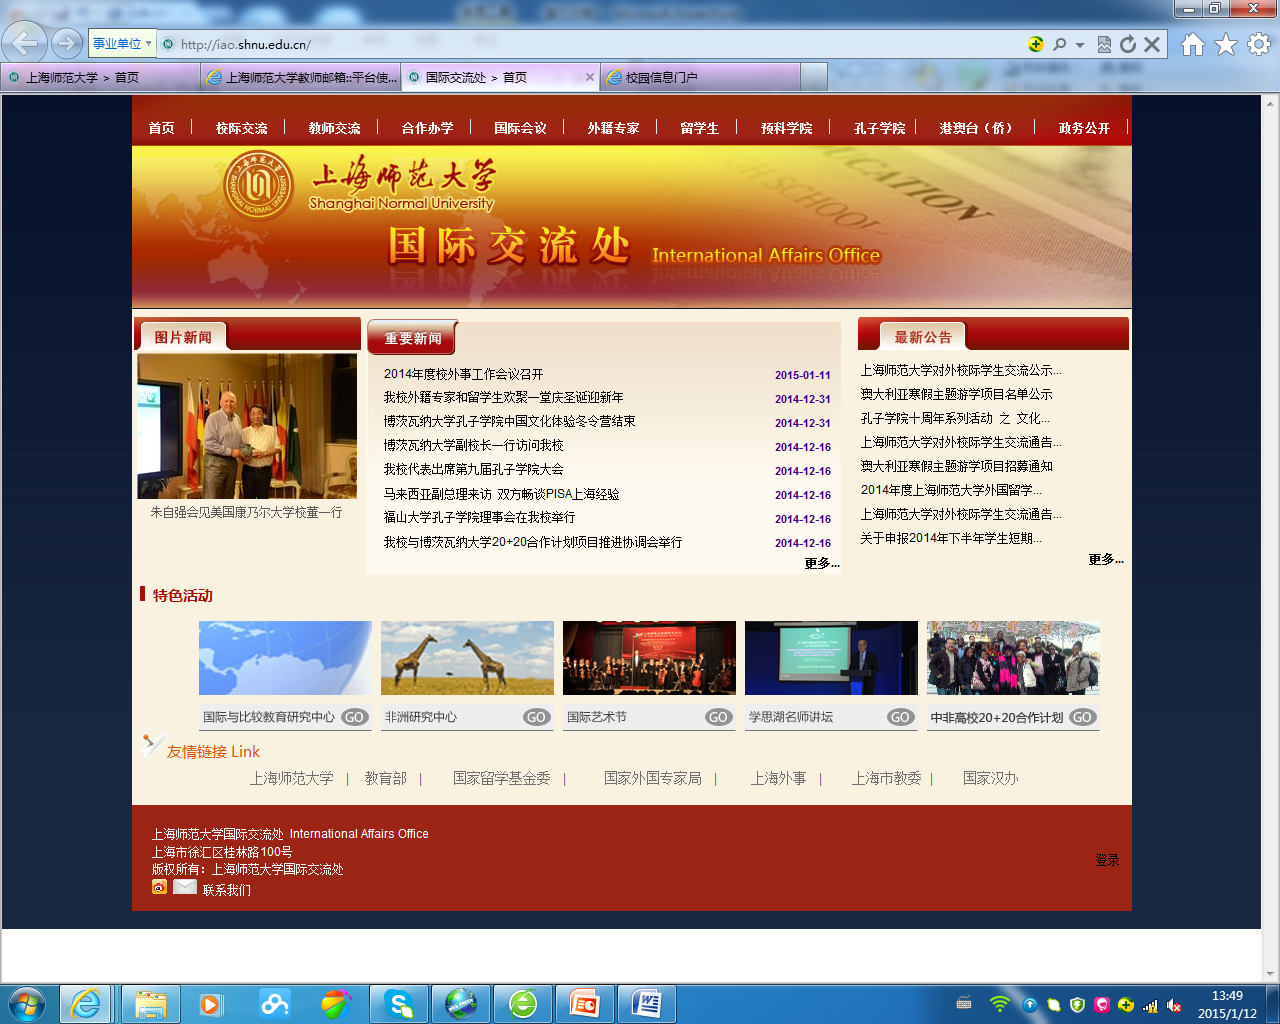 事业单位
http://iao.shnu.edu.cn/
上海师范大学 > 首页
上海师范大学教师邮箱::平台使...
国际交流处 > 首页
校园信息门户
首页 校际交流 教师交流 合作办学 国际会议 外籍专家 留学生 预科学院 孔子学院 港澳台（侨） 政务公开
上海师范大学
Shanghai Normal University
国际交流处 International Affairs Office
图片新闻
朱自强会见美国康乃尔大学校董一行
重要新闻
2014年度校外事工作会议召开 2015-01-11
我校外籍专家和留学生欢聚一堂庆圣诞迎新年 2014-12-31
博茨瓦纳大学孔子学院中国文化体验冬令营结束 2014-12-31
博茨瓦纳大学副校长一行访问我校 2014-12-16
我校代表出席第九届孔子学院大会 2014-12-16
马来西亚副总理来访 双方畅谈PISA上海经验 2014-12-16
福山大学孔子学院理事会在我校举行 2014-12-16
我校与博茨瓦纳大学20+20合作计划项目推进协调会举行 2014-12-16
更多...
最新公告
上海师范大学对外校际学生交流公示...
澳大利亚寒假主题游学项目名单公示
孔子学院十周年系列活动 之 文化...
上海师范大学对外校际学生交流通告...
澳大利亚寒假主题游学项目招募通知
2014年度上海师范大学外国留学...
上海师范大学对外校际学生交流通告...
关于申报2014年下半年学生短期...
更多...
特色活动
国际与比较教育研究中心 GO
非洲研究中心 GO
国际艺术节 GO
学思湖名师讲坛 GO
中非高校20+20合作计划 GO
友情链接 Link
上海师范大学 | 教育部 | 国家留学基金委 | 国家外国专家局 | 上海外事 | 上海市教委 | 国家汉办
上海师范大学国际交流处 International Affairs Office
上海市徐汇区桂林路100号
版权所有：上海师范大学国际交流处
联系我们
登录
13:49
2015/1/12